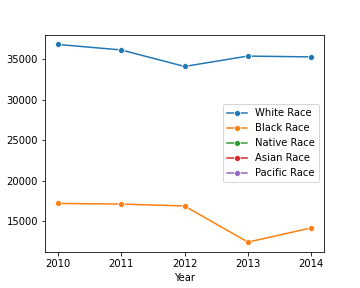 35000
30000
25000
20000
15000
White Race
Black Race
Native Race
Asian Race
Pacific Race
2010 2011 2012 2013 2014
Year